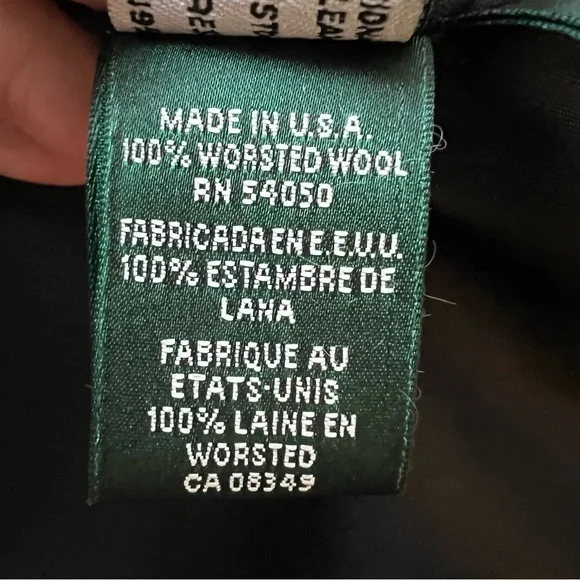 MADE IN U.S.A.
100% WORSTED WOOL
RN 54050
FABRICADA EN E.E.U.U.
100% ESTAMBRE DE
LANA
FABRIQUE AU
ETATS-UNIS
100% LAINE EN
WORSTED
CA 08349